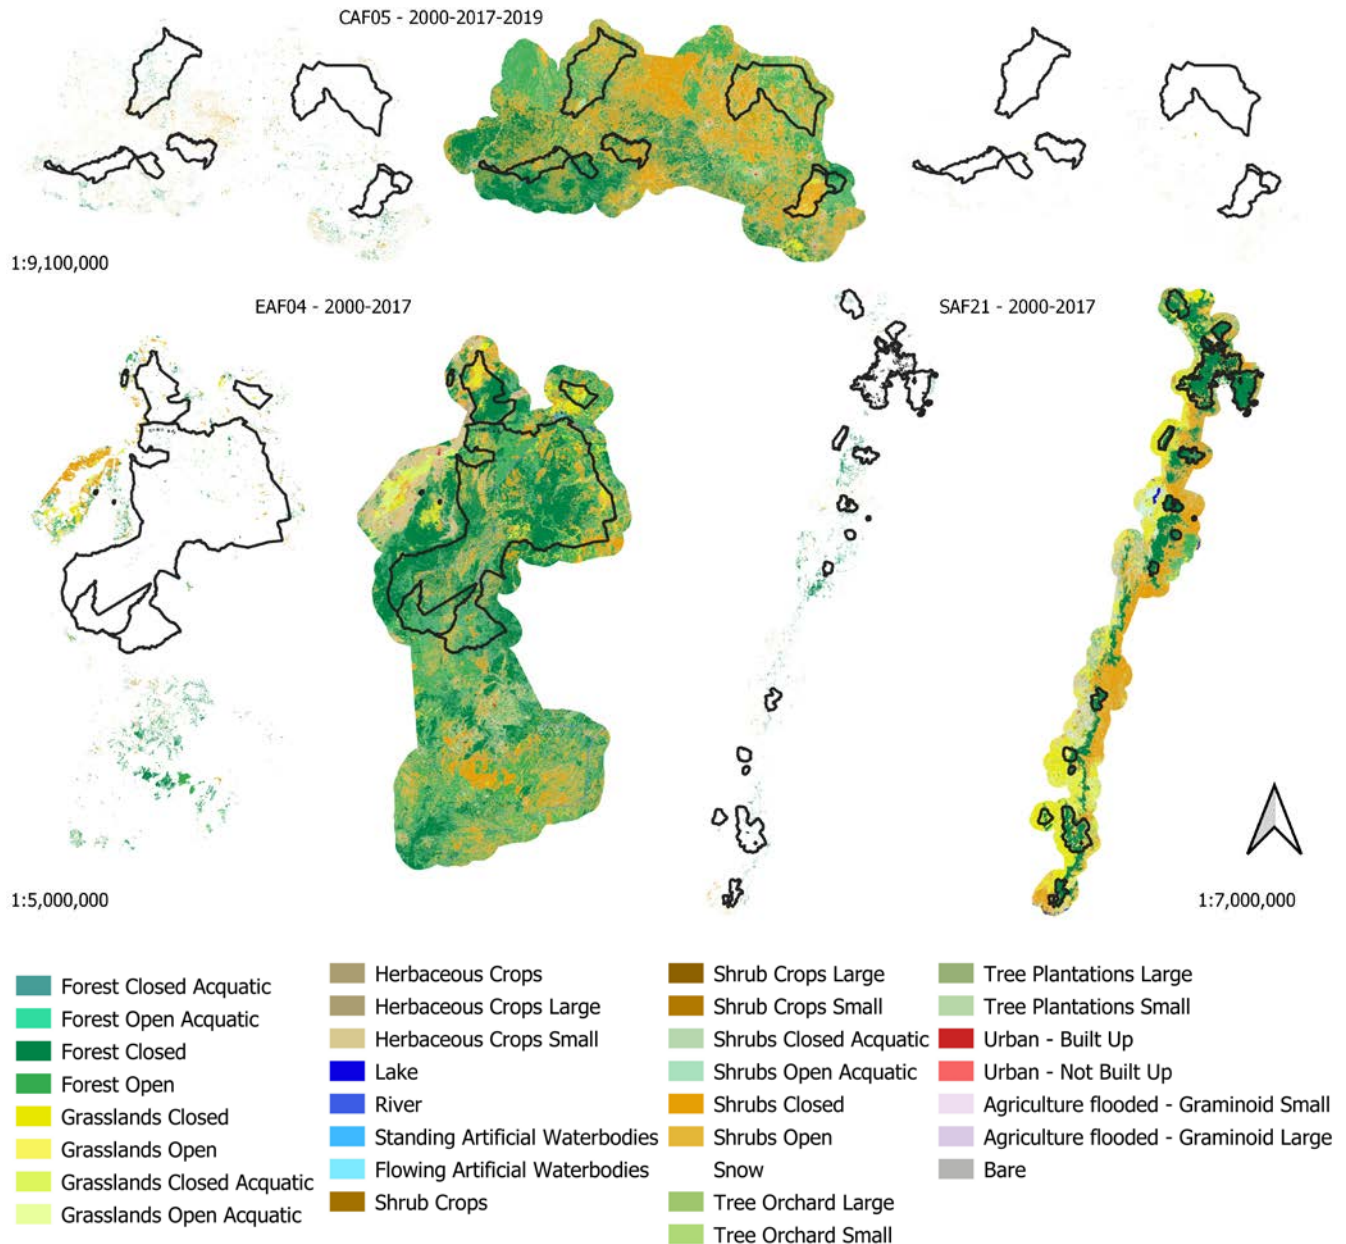 CAF05 - 2000-2017-2019
1:9,100,000
EAF04 - 2000-2017
SAF21 - 2000-2017
1:5,000,000
1:7,000,000
Forest Closed Acquatic
Forest Open Acquatic
Forest Closed
Forest Open
Grasslands Closed
Grasslands Open
Grasslands Closed Acquatic
Grasslands Open Acquatic
Herbaceous Crops
Herbaceous Crops Large
Herbaceous Crops Small
Lake
River
Standing Artificial Waterbodies
Flowing Artificial Waterbodies
Shrub Crops
Shrub Crops Large
Shrub Crops Small
Shrubs Closed Acquatic
Shrubs Open Acquatic
Shrubs Closed
Shrubs Open
Snow
Tree Orchard Large
Tree Orchard Small
Tree Plantations Large
Tree Plantations Small
Urban - Built Up
Urban - Not Built Up
Agriculture flooded - Graminoid Small
Agriculture flooded - Graminoid Large
Bare